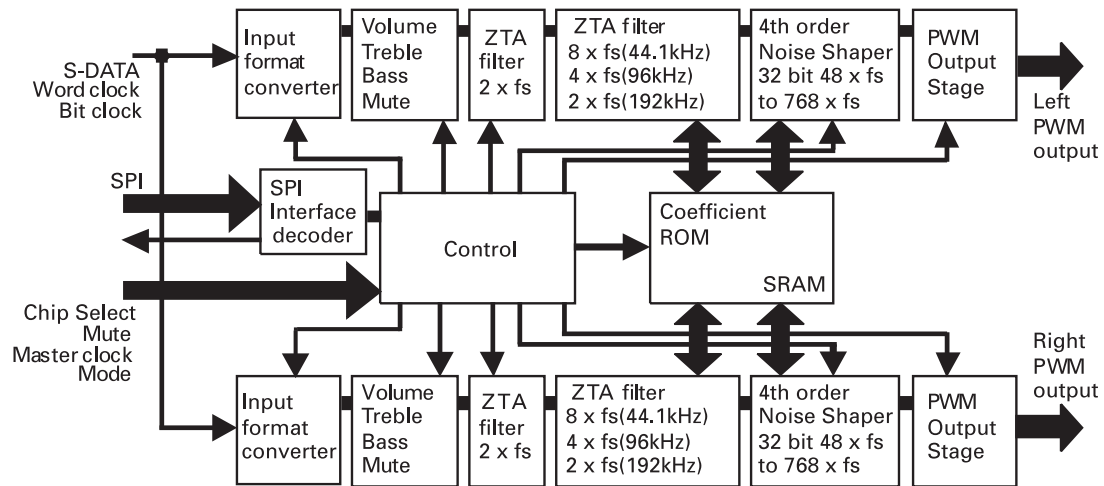 Input
format
converter
Volume
Treble
Bass
Mute
ZTA
filter
2 x fs
ZTA filter
8 x fs(44.1kHz)
4 x fs(96kHz)
2 x fs(192kHz)
4th order
Noise Shaper
32 bit 48 x fs
to 768 x fs
PWM
Output
Stage
S-DATA
Word clock
Bit clock
Left
PWM
output
SPI
SPI
Interface
decoder
Control
Coefficient
ROM
SRAM
Chip Select
Mute
Master clock
Mode
Right
PWM
output
Input
format
converter
Volume
Treble
Bass
Mute
ZTA
filter
2 x fs
ZTA filter
8 x fs(44.1kHz)
4 x fs(96kHz)
2 x fs(192kHz)
4th order
Noise Shaper
32 bit 48 x fs
to 768 x fs
PWM
Output
Stage